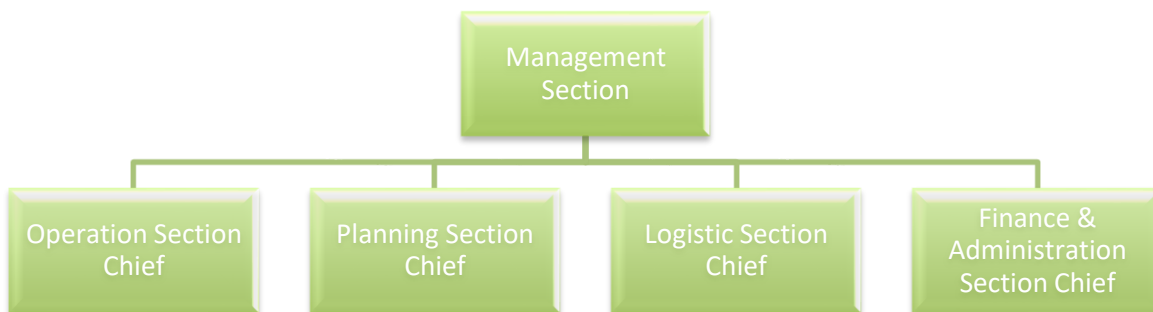 Management
Section
Operation Section
Chief
Planning Section
Chief
Logistic Section
Chief
Finance &
Administration
Section Chief